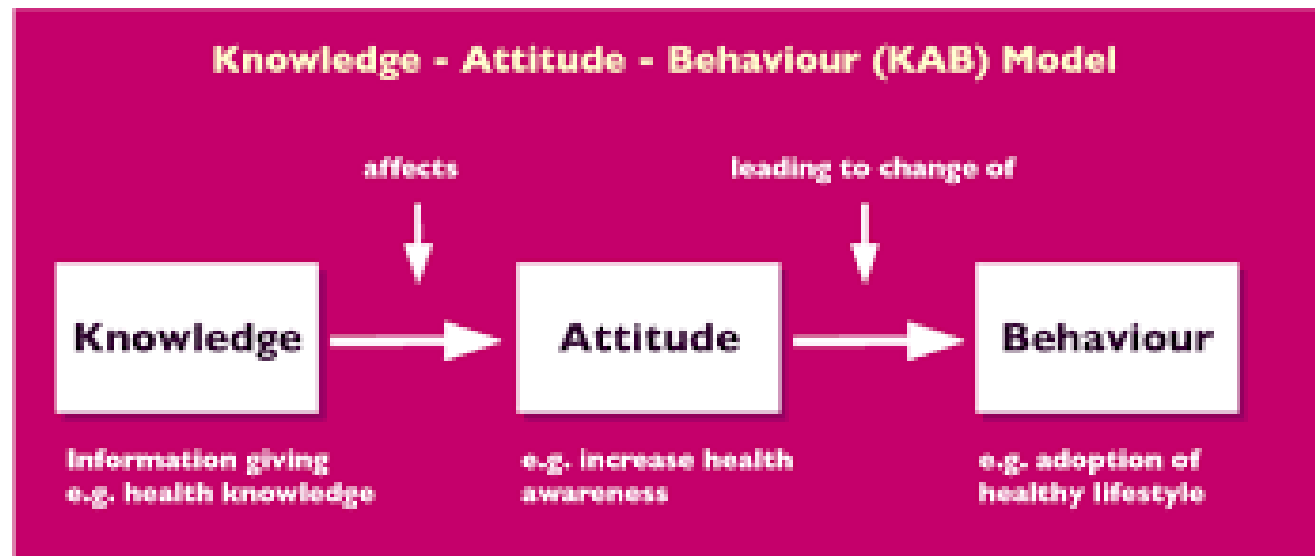 Knowledge - Attitude - Behaviour (KAB) Model
affects
leading to change of
Knowledge
Attitude
Behaviour
Information giving
e.g. health knowledge
e.g. increase health
awareness
e.g. adoption of
healthy lifestyle